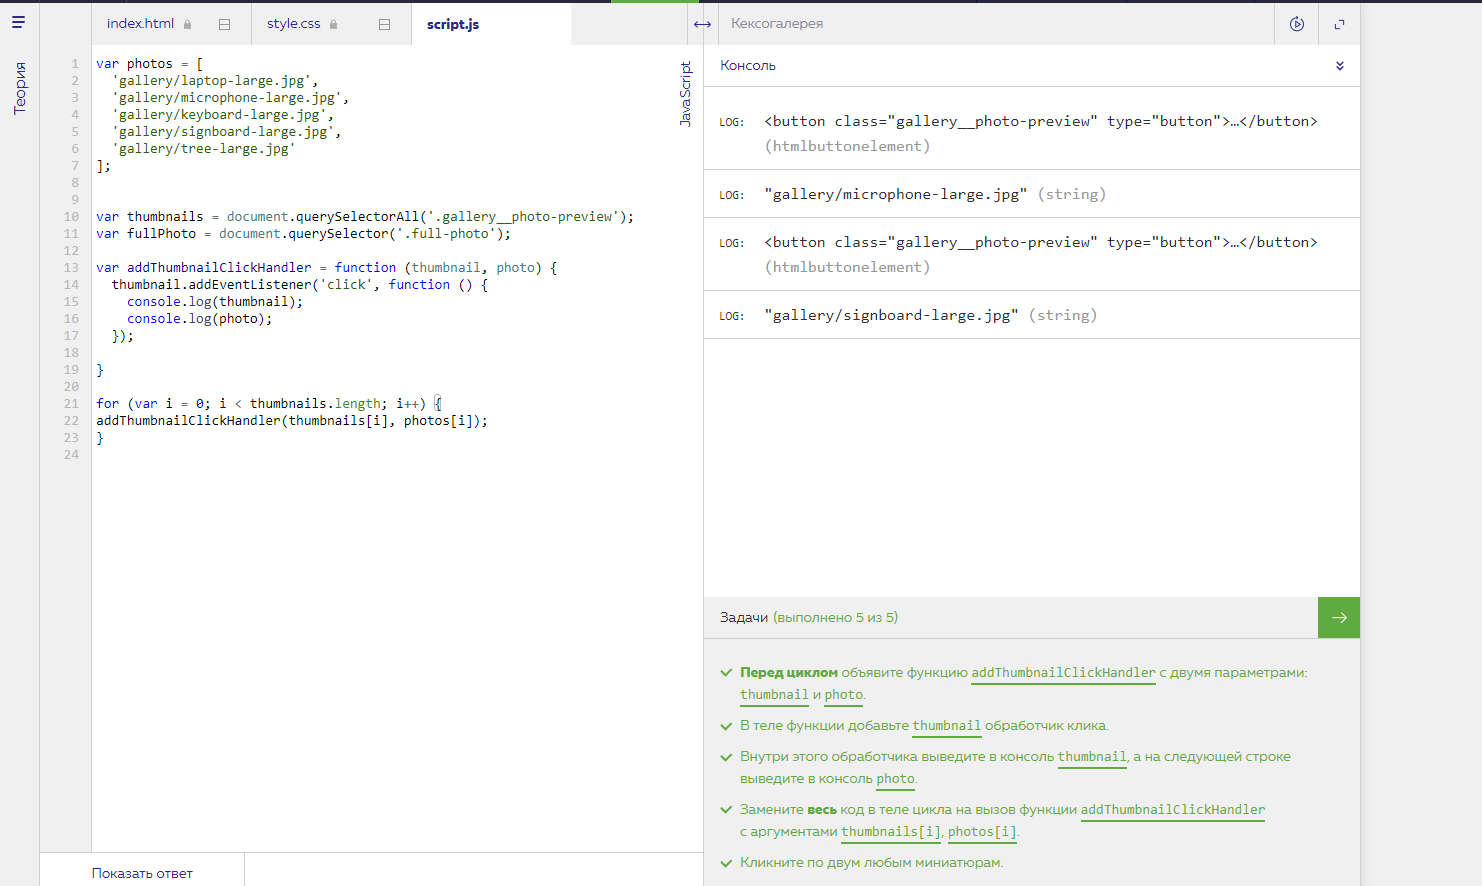 Теория
index.html
style.css
script.js
Кексогалерея
JavaScript
1 var photos = [
2 'gallery/laptop-large.jpg',
3 'gallery/microphone-large.jpg',
4 'gallery/keyboard-large.jpg',
5 'gallery/signboard-large.jpg',
6 'gallery/tree-large.jpg'
7 ];
8
9
10 var thumbnails = document.querySelectorAll('.gallery__photo-preview');
11 var fullPhoto = document.querySelector('.full-photo');
12
13 var addThumbnailClickHandler = function (thumbnail, photo) {
14 thumbnail.addEventListener('click', function () {
15 console.log(thumbnail);
16 console.log(photo);
17 });
18
19 }
20
21 for (var i = 0; i < thumbnails.length; i++) {
22 addThumbnailClickHandler(thumbnails[i], photos[i]);
23 }
24
Показать ответ
Консоль
LOG: <button class="gallery__photo-preview" type="button">…</button>
(htmlbuttonelement)
LOG: "gallery/microphone-large.jpg" (string)
LOG: <button class="gallery__photo-preview" type="button">…</button>
(htmlbuttonelement)
LOG: "gallery/signboard-large.jpg" (string)
Задачи (выполнено 5 из 5)
Перед циклом объявите функцию addThumbnailClickHandler с двумя параметрами:
thumbnail и photo.
В теле функции добавьте thumbnail обработчик клика.
Внутри этого обработчика выведите в консоль thumbnail, а на следующей строке
выведите в консоль photo.
Замените весь код в теле цикла на вызов функции addThumbnailClickHandler
с аргументами thumbnails[i], photos[i].
Кликните по двум любым миниатюрам.